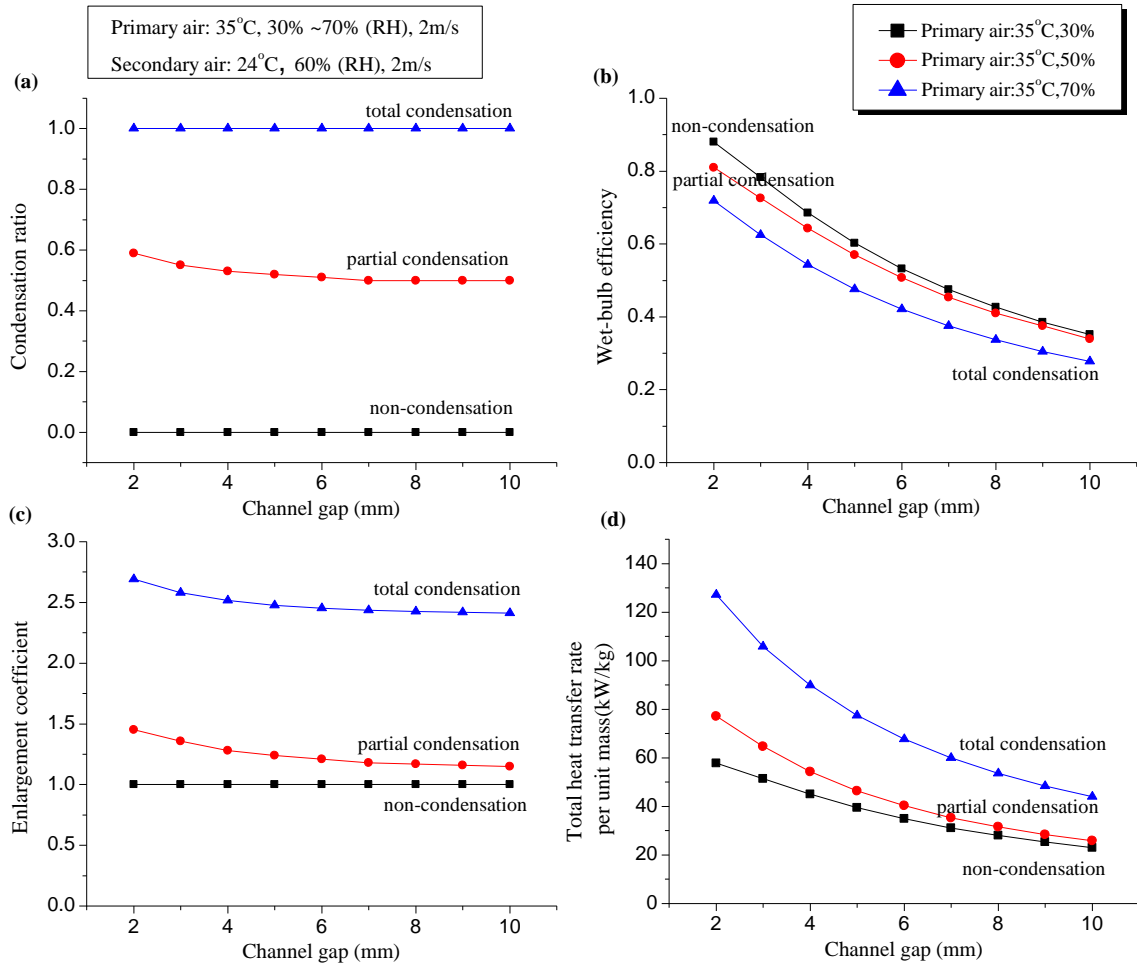 Primary air: 35°C, 30% ~70% (RH), 2m/s
Secondary air: 24°C, 60% (RH), 2m/s
Primary air:35°C,30%
Primary air:35°C,50%
Primary air:35°C,70%
(a)
total condensation
partial condensation
non-condensation
1.0
0.8
0.6
0.4
0.2
0.0
2 4 6 8 10
Condensation ratio
Channel gap (mm)
(b)
non-condensation
partial condensation
total condensation
1.0
0.8
0.6
0.4
0.2
0.0
2 4 6 8 10
Wet-bulb efficiency
Channel gap (mm)
(c)
total condensation
partial condensation
non-condensation
3.0
2.5
2.0
1.5
1.0
0.5
0.0
2 4 6 8 10
Enlargement coefficient
Channel gap (mm)
(d)
total condensation
partial condensation
non-condensation
140
120
100
80
60
40
20
0
2 4 6 8 10
Total heat transfer rate
per unit mass(kW/kg)
Channel gap (mm)